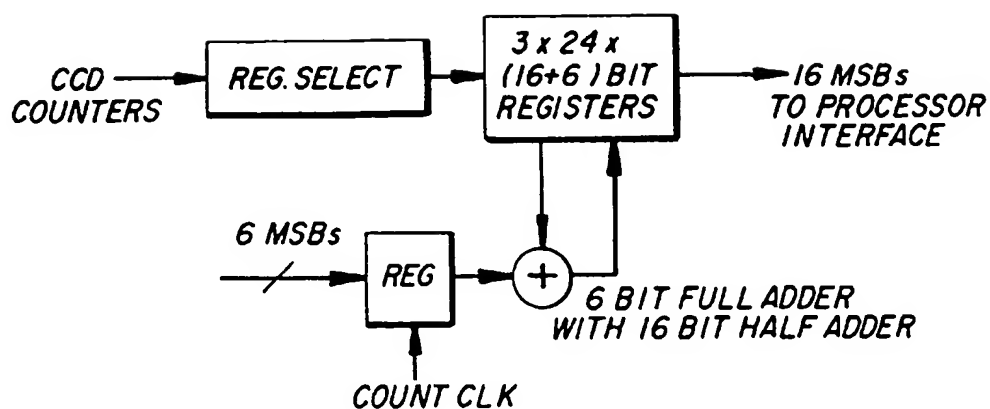 CCD
COUNTERS
REG. SELECT
3 x 24 x
(16+6) BIT
REGISTERS
16 MSBs
TO PROCESSOR
INTERFACE
6 MSBs
REG
+
6 BIT FULL ADDER
WITH 16 BIT HALF ADDER
COUNT CLK